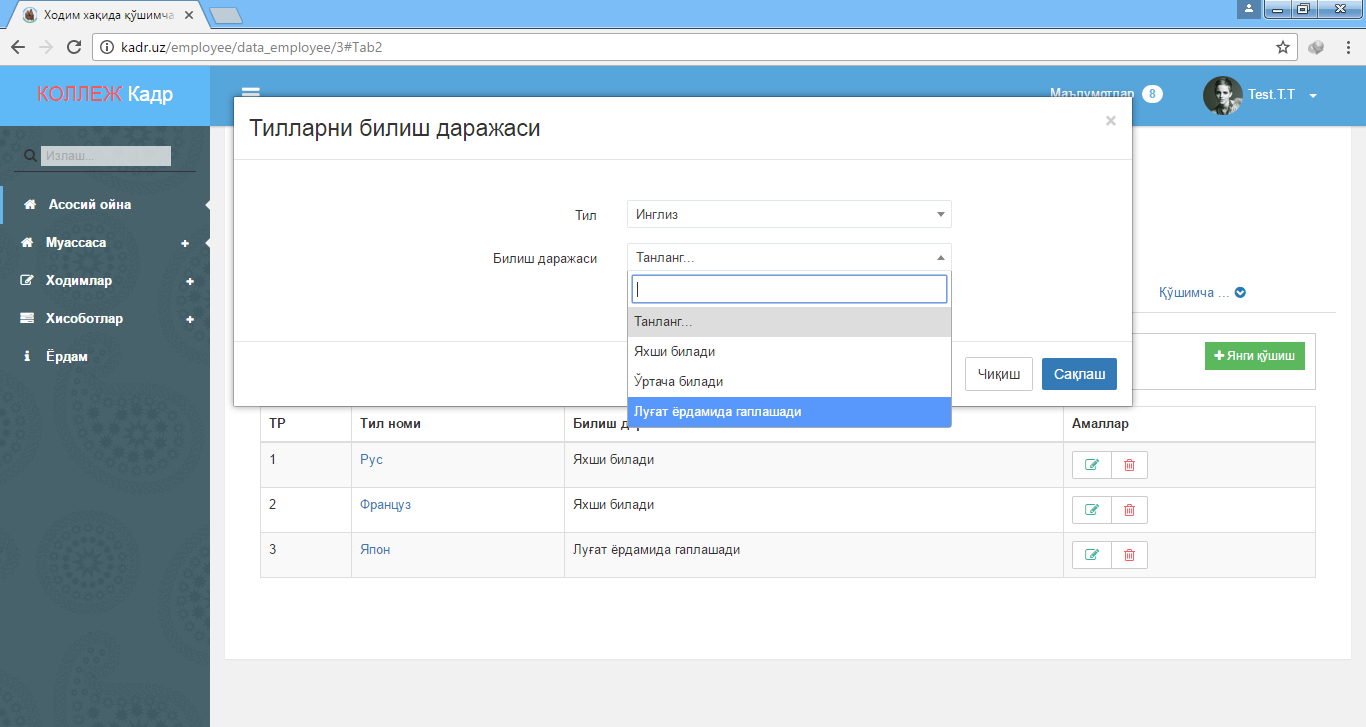 Ходим хақида қўшимча
kadr.uz/employee/data_employee/3#Tab2
КОЛЛЕЖ Кадр
Маълумотлар 8
Test.T.T
Излаш...
Асосий ойна
Муассаса
Ходимлар
Хисоботлар
Ёрдам
Тилларни билиш даражаси
×
Тил Инглиз
Билиш даражаси Танланг...
Танланг...
Яхши билади
Ўртача билади
Луғат ёрдамида гаплашади
Чиқиш Сақлаш
Қўшимча ...
Янги қўшиш
ТР Тил номи Билиш Амаллар
1 Рус Яхши билади
2 Француз Яхши билади
3 Япон Луғат ёрдамида гаплашади